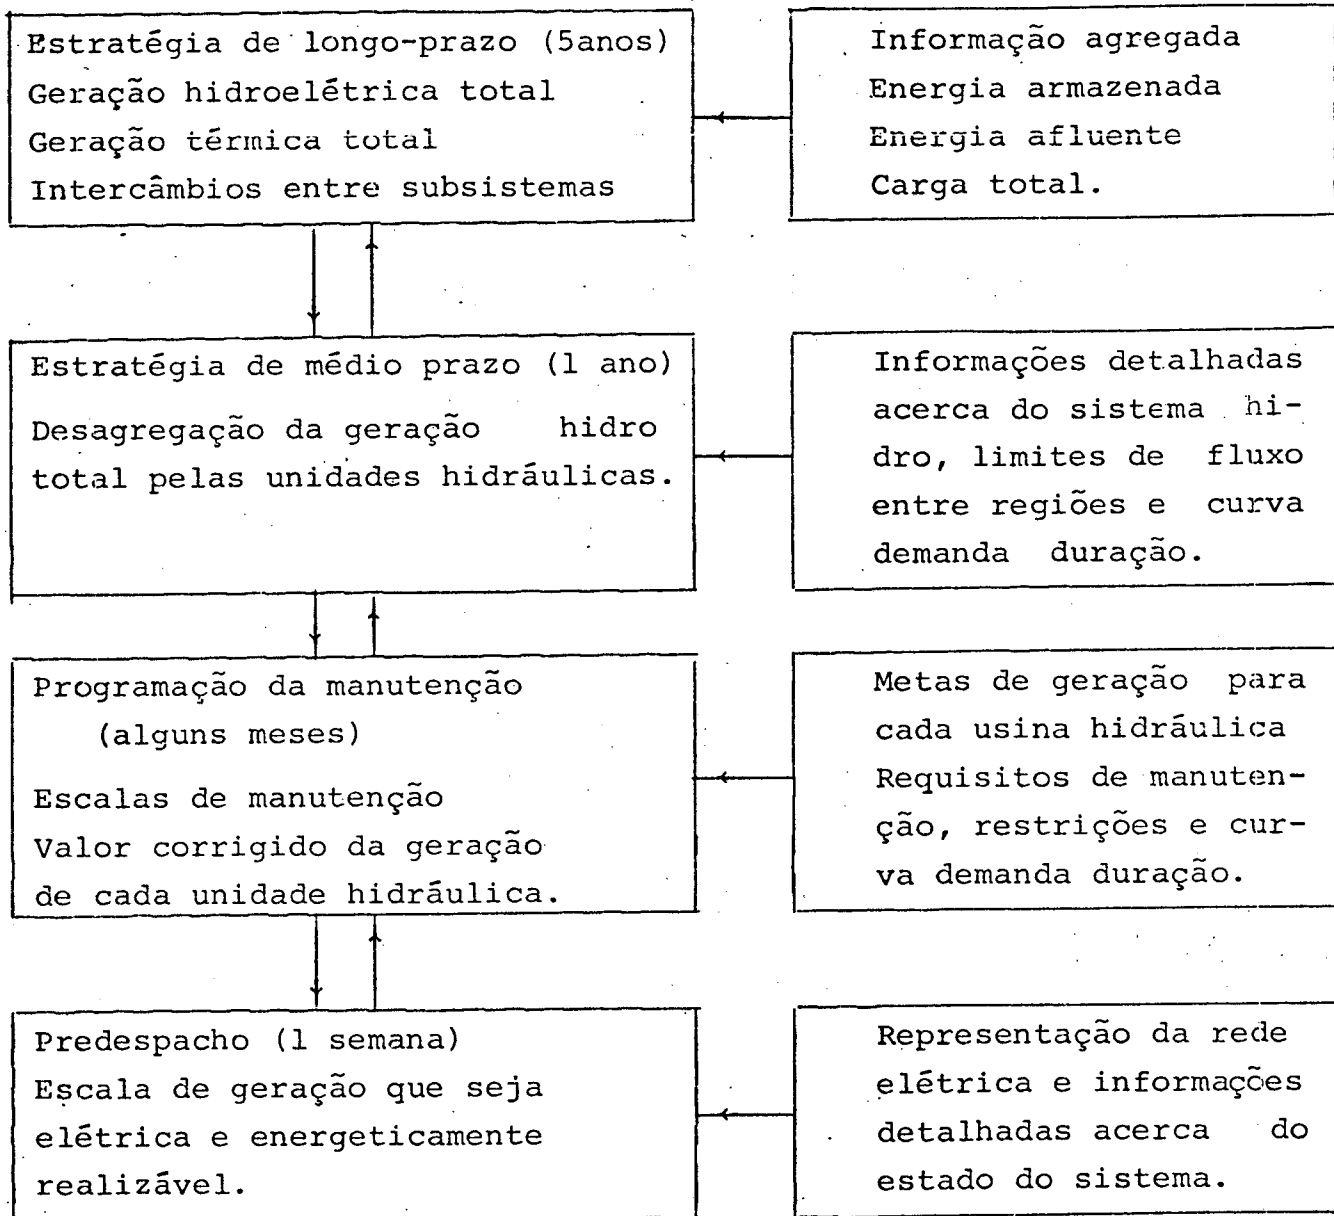 Estratégia de longo-prazo (5anos)
Geração hidroelétrica total
Geração térmica total
Intercâmbios entre subsistemas
Informação agregada
Energia armazenada
Energia afluente
Carga total.
Estratégia de médio prazo (1 ano)
Desagregação da geração hidro
total pelas unidades hidráulicas.
Informações detalhadas
acerca do sistema hi-
dro, limites de fluxo
entre regiões e curva
demanda duração.
Programação da manutenção
(alguns meses)
Escalas de manutenção
Valor corrigido da geração
de cada unidade hidráulica.
Metas de geração para
cada usina hidráulica
Requisitos de manuten-
ção, restrições e cur-
va demanda duração.
Predespacho (1 semana)
Escala de geração que seja
elétrica e energeticamente
realizável.
Representação da rede
elétrica e informações
detalhadas acerca do
estado do sistema.